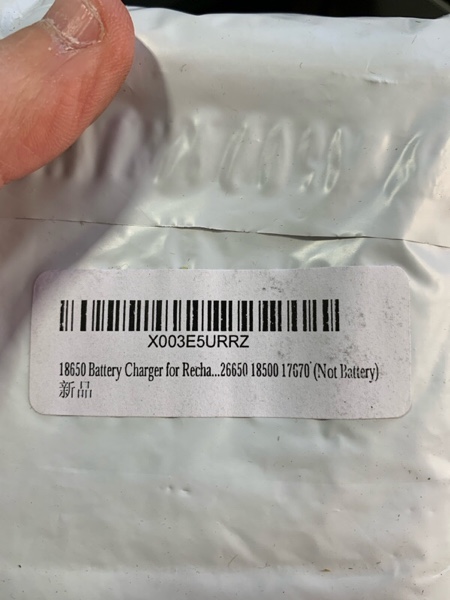 X003E5URRZ
18650 Battery Charger for Recha...26650 18500 17670 (Not Battery)
新品